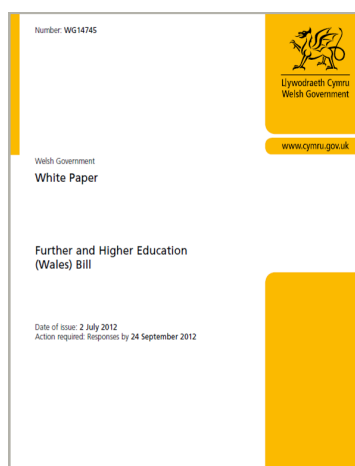 Number: WG14745
Llywodraeth Cymru
Welsh Government
www.cymru.gov.uk
Welsh Government
White Paper
Further and Higher Education
(Wales) Bill
Date of issue: 2 July 2012
Action required: Responses by 24 September 2012